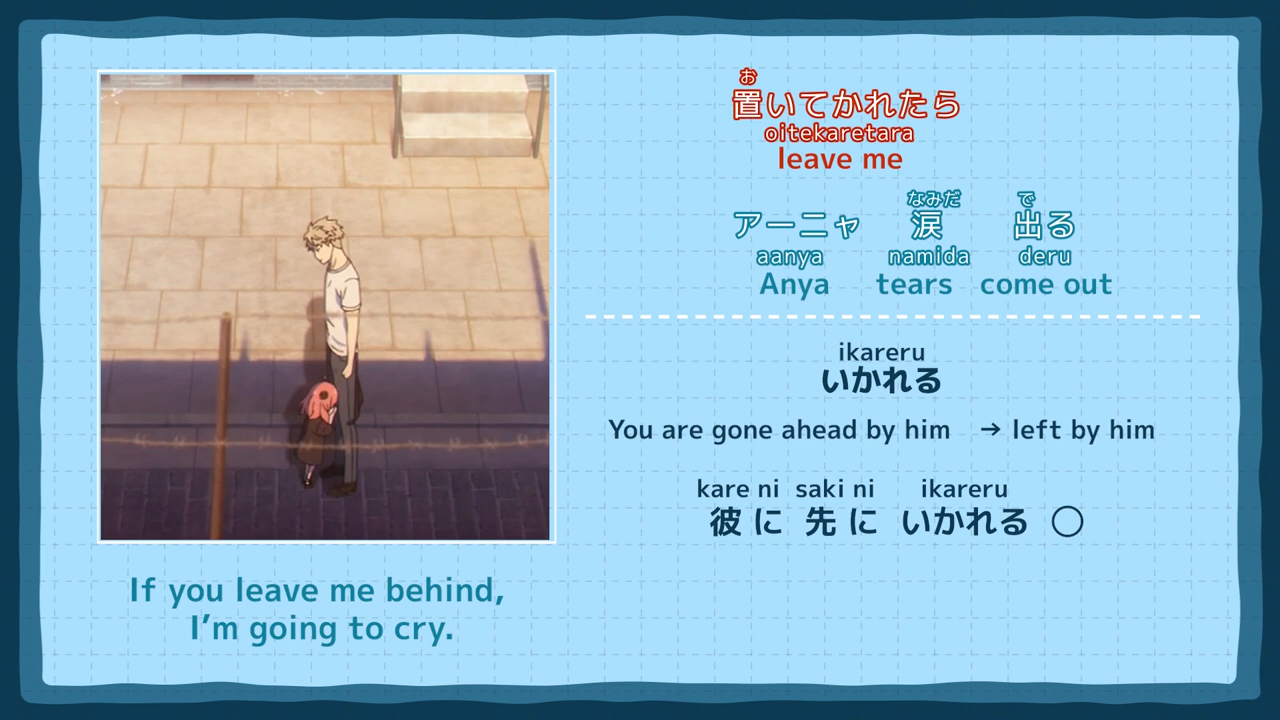 お
置いてかれたら
oitekaretara
leave me
なみだ で
アーニャ 涙 出る
aanya namida deru
Anya tears come out
ikareru
いかれる
You are gone ahead by him → left by him
kare ni saki ni ikareru
彼 に 先 に いかれる ◯
If you leave me behind,
I’m going to cry.